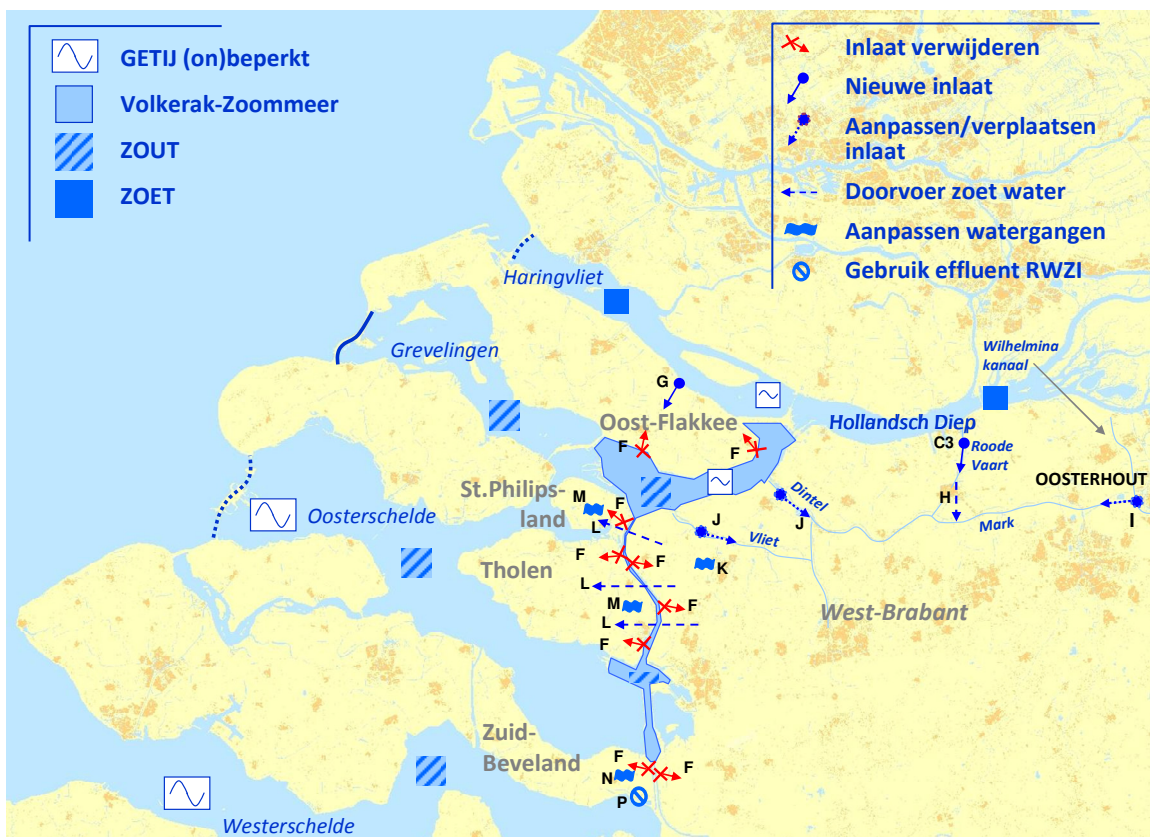 GETIJ (on)beperkt
Volkerak-Zoommeer
ZOUT
ZOET
Inlaat verwijderen
Nieuwe inlaat
Aanpassen/verplaatsen
inlaat
Doorvoer zoet water
Aanpassen watergangen
Gebruik effluent RWZI
Haringvliet
Grevelingen
Wilhelmina
kanaal
G
Oost-Flakkee
Hollandsch Diep
F
F
C3
Roode
Vaart
OOSTERHOUT
St.Philips-
land
M
F
L
Dintel
H
J
J
Mark
I
Oosterschelde
Vliet
Tholen
F
F
K
L
M
F
West-Brabant
L
F
Zuid-
Beveland
F
F
N
P
Westerschelde